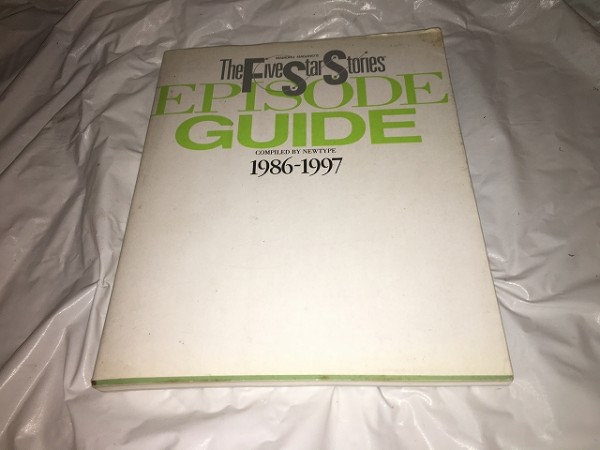 The Five Star Stories
EPISODE
GUIDE
COMPILED BY NEWTYPE
1986-1997